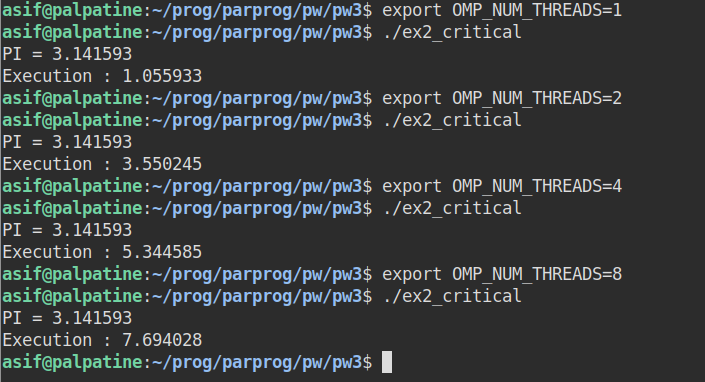 asif@palpatine:~/prog/parprog/pw/pw3$ export OMP_NUM_THREADS=1
asif@palpatine:~/prog/parprog/pw/pw3$ ./ex2_critical
PI = 3.141593
Execution : 1.055933
asif@palpatine:~/prog/parprog/pw/pw3$ export OMP_NUM_THREADS=2
asif@palpatine:~/prog/parprog/pw/pw3$ ./ex2_critical
PI = 3.141593
Execution : 3.550245
asif@palpatine:~/prog/parprog/pw/pw3$ export OMP_NUM_THREADS=4
asif@palpatine:~/prog/parprog/pw/pw3$ ./ex2_critical
PI = 3.141593
Execution : 5.344585
asif@palpatine:~/prog/parprog/pw/pw3$ export OMP_NUM_THREADS=8
asif@palpatine:~/prog/parprog/pw/pw3$ ./ex2_critical
PI = 3.141593
Execution : 7.694028
asif@palpatine:~/prog/parprog/pw/pw3$